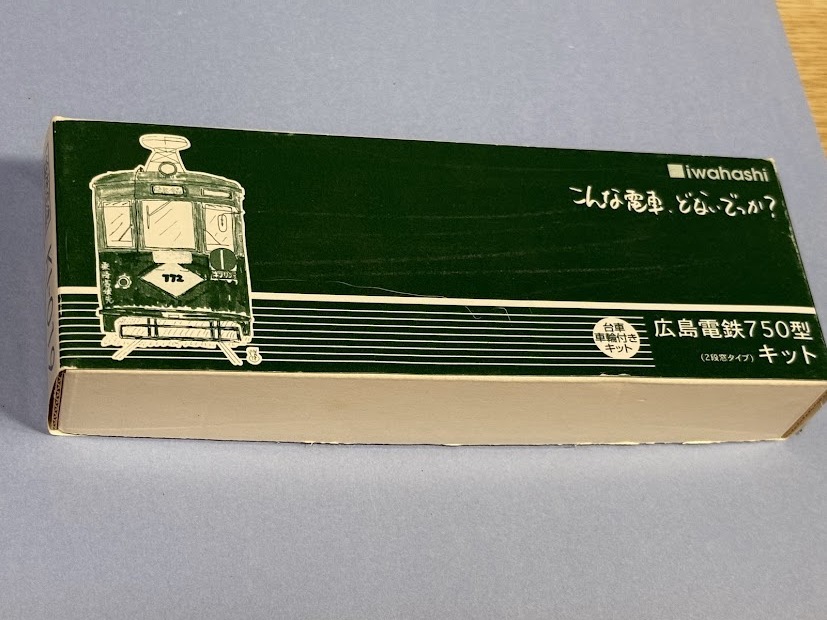 iwahashi
こんな電車、どないでっか?
772
1
台車
車輪付き
キット
広島電鉄750型
(2段窓タイプ) キット